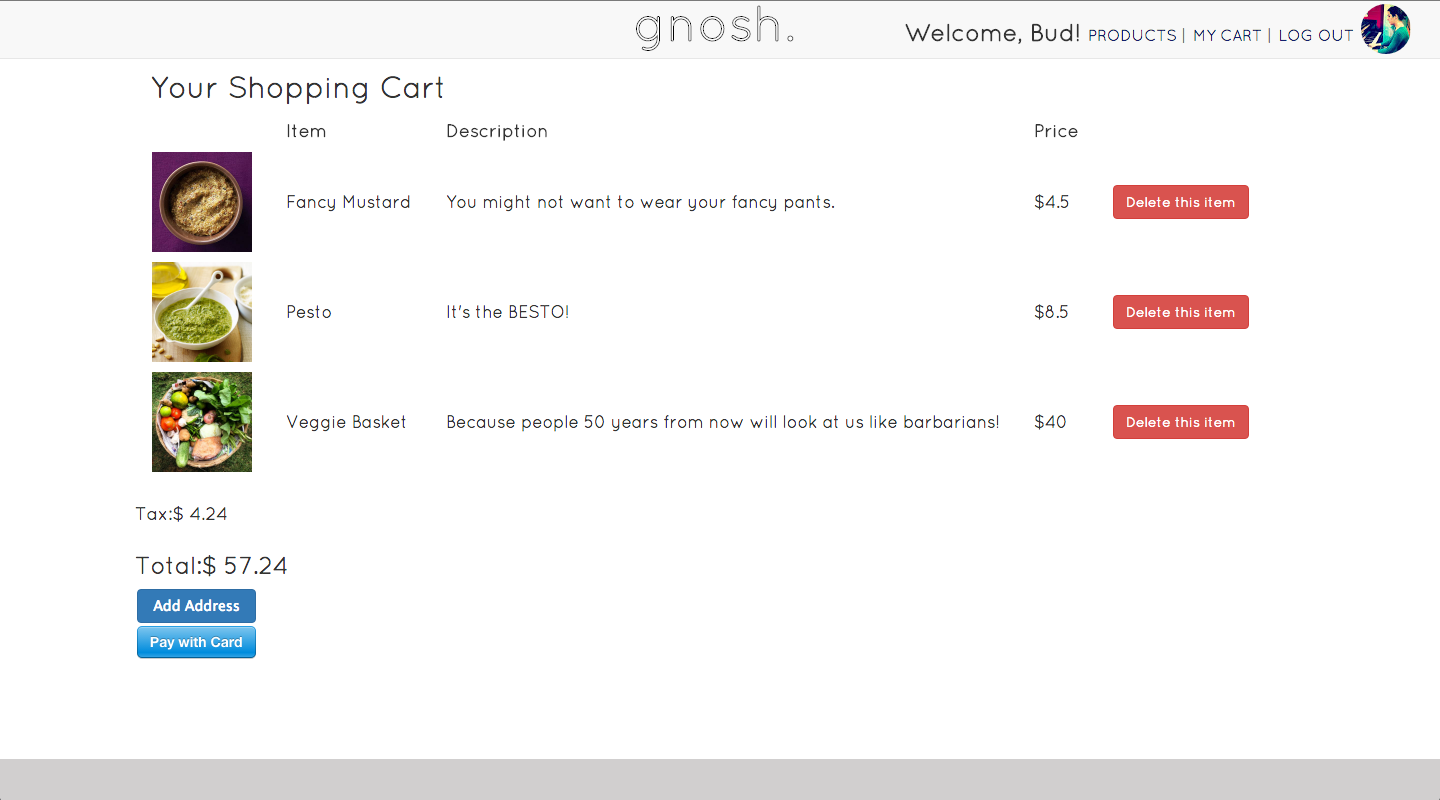 gnosh.
Welcome, Bud! PRODUCTS | MY CART | LOG OUT
Your Shopping Cart
Item Description Price
Fancy Mustard You might not want to wear your fancy pants. $4.5 Delete this item
Pesto It's the BESTO! $8.5 Delete this item
Veggie Basket Because people 50 years from now will look at us like barbarians! $40 Delete this item
Tax:$ 4.24
Total:$ 57.24
Add Address
Pay with Card